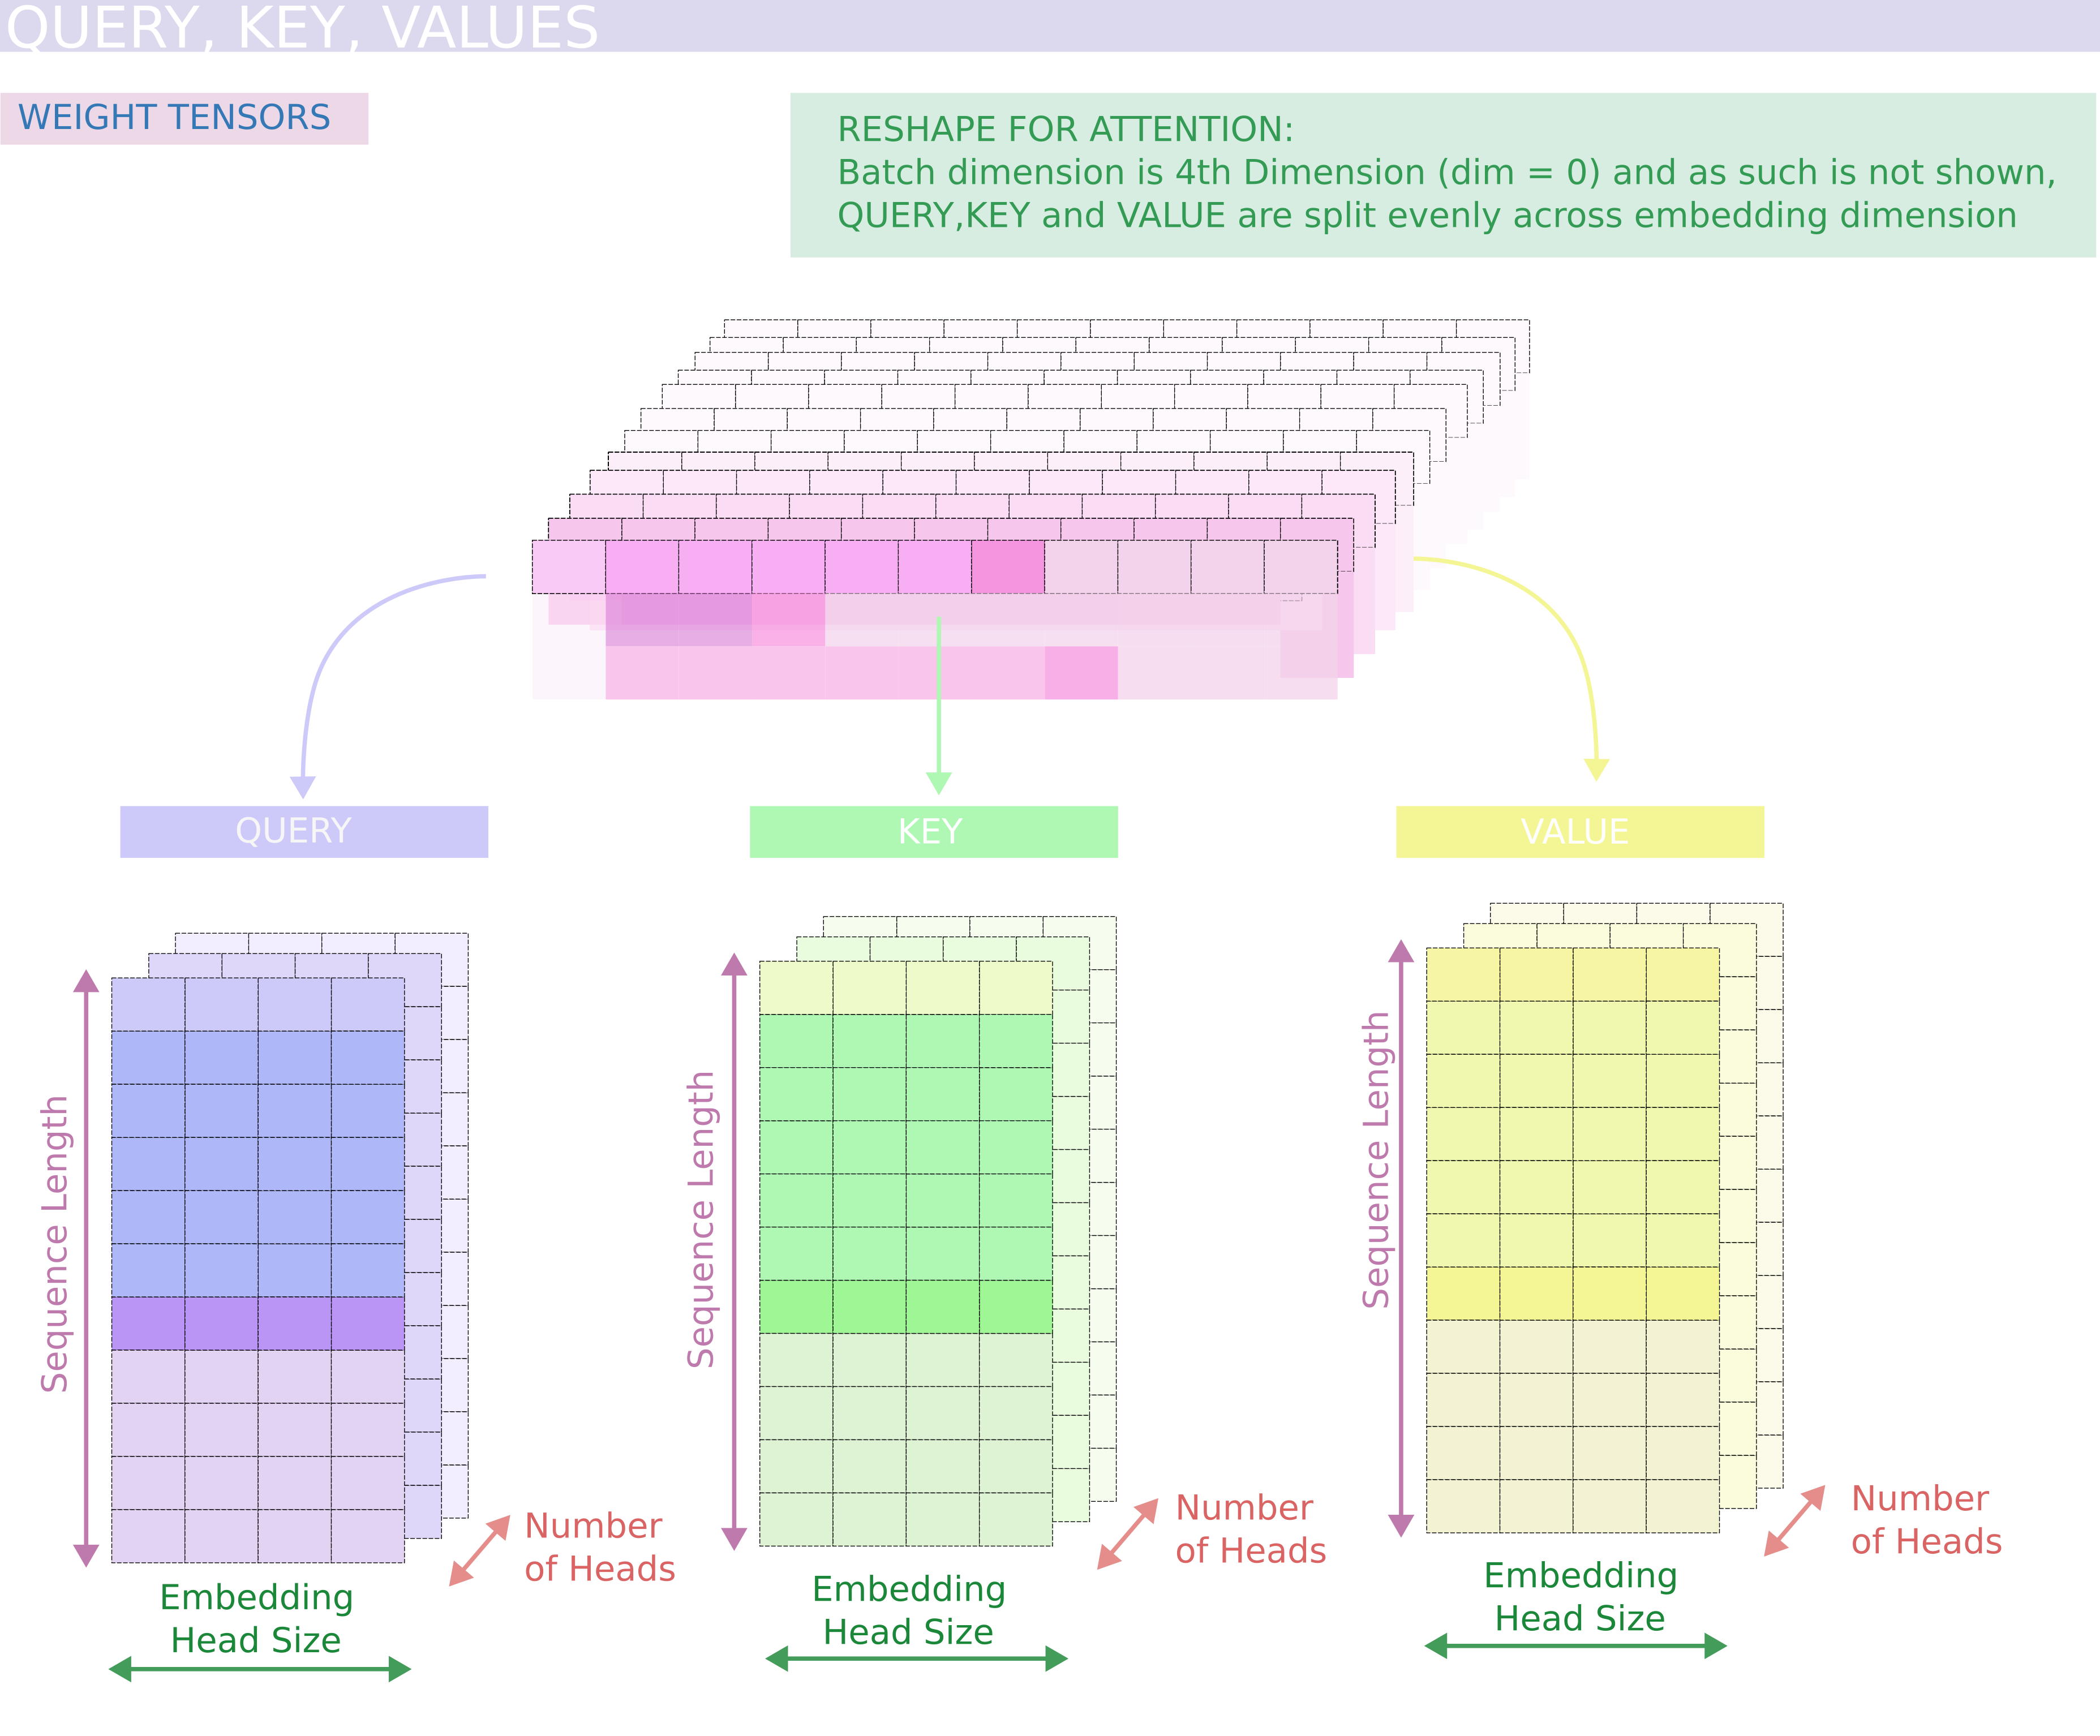 QUERY, KEY, VALUES
WEIGHT TENSORS
RESHAPE FOR ATTENTION:
Batch dimension is 4th Dimension (dim = 0) and as such is not shown,
QUERY,KEY and VALUE are split evenly across embedding dimension
QUERY
KEY
VALUE
Sequence Length
Sequence Length
Sequence Length
Number
of Heads
Number
of Heads
Number
of Heads
Embedding
Head Size
Embedding
Head Size
Embedding
Head Size